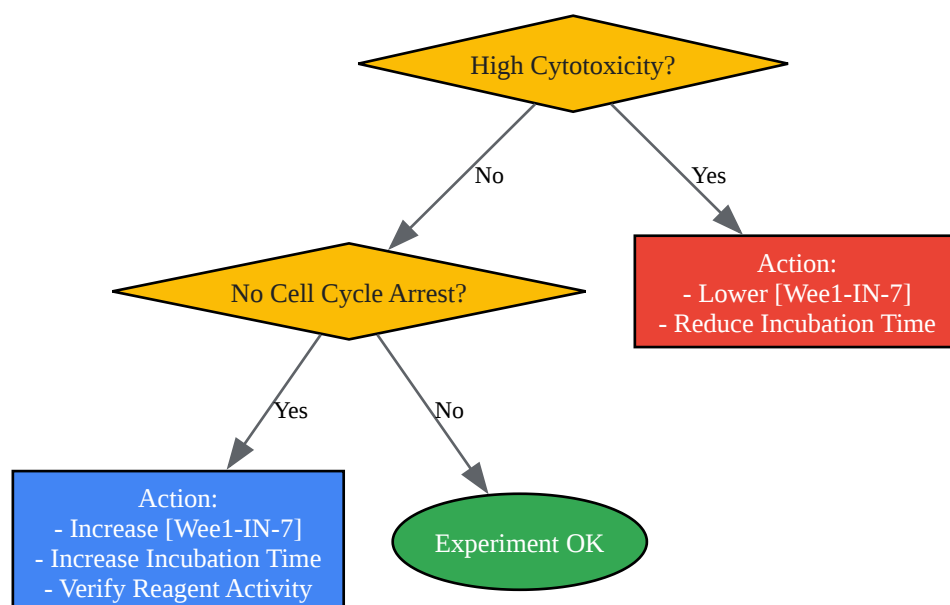 High Cytotoxicity?
No
Yes
Action:
- Lower [Wee1-IN-7]
- Reduce Incubation Time
No Cell Cycle Arrest?
Yes
No
Action:
- Increase [Wee1-IN-7]
- Increase Incubation Time
- Verify Reagent Activity
Experiment OK